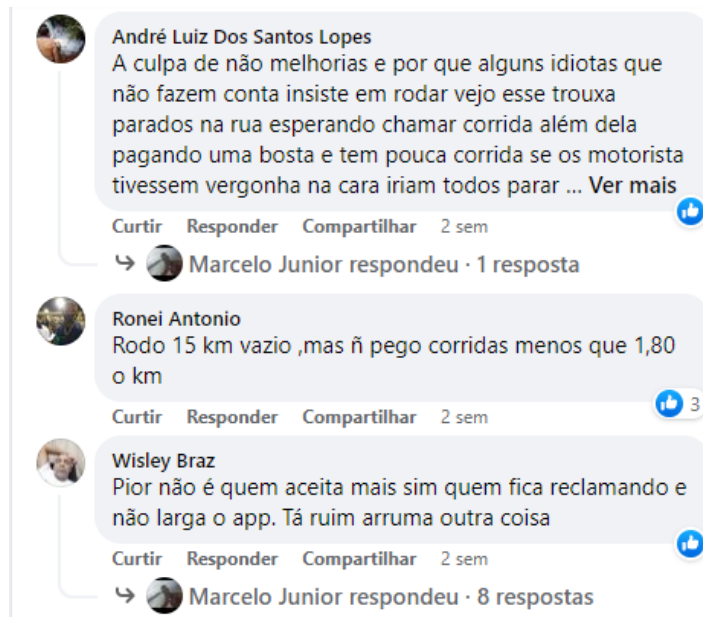 André Luiz Dos Santos Lopes
A culpa de não melhorias e por que alguns idiotas que
não fazem conta insiste em rodar vejo esse trouxa
parados na rua esperando chamar corrida além dela
pagando uma bosta e tem pouca corrida se os motorista
tivessem vergonha na cara iriam todos parar ... Ver mais
Curtir Responder Compartilhar 2 sem
Marcelo Junior respondeu · 1 resposta
Ronei Antonio
Rodo 15 km vazio ,mas ñ pego corridas menos que 1,80
o km
3
Curtir Responder Compartilhar 2 sem
Wisley Braz
Pior não é quem aceita mais sim quem fica reclamando e
não larga o app. Tá ruim arruma outra coisa
Curtir Responder Compartilhar 2 sem
Marcelo Junior respondeu · 8 respostas